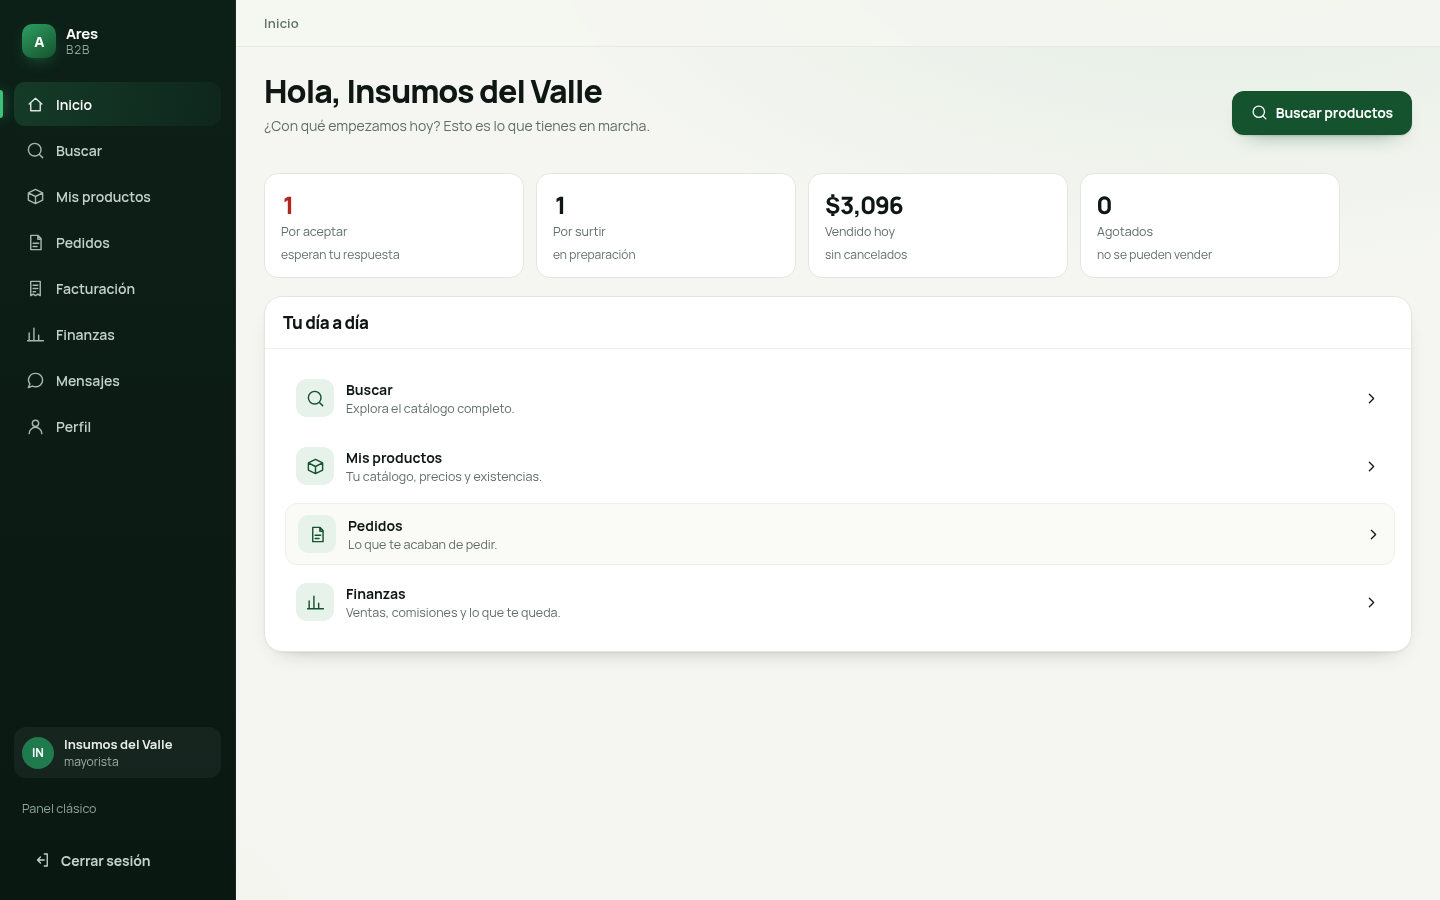 A
Ares
B2B
Inicio
Buscar
Mis productos
Pedidos
Facturación
Finanzas
Mensajes
Perfil
IN
Insumos del Valle
mayorista
Panel clásico
Cerrar sesión
Inicio
Hola, Insumos del Valle
¿Con qué empezamos hoy? Esto es lo que tienes en marcha.
Buscar productos
1
Por aceptar
esperan tu respuesta
1
Por surtir
en preparación
$3,096
Vendido hoy
sin cancelados
0
Agotados
no se pueden vender
Tu día a día
Buscar
Explora el catálogo completo.
Mis productos
Tu catálogo, precios y existencias.
Pedidos
Lo que te acaban de pedir.
Finanzas
Ventas, comisiones y lo que te queda.